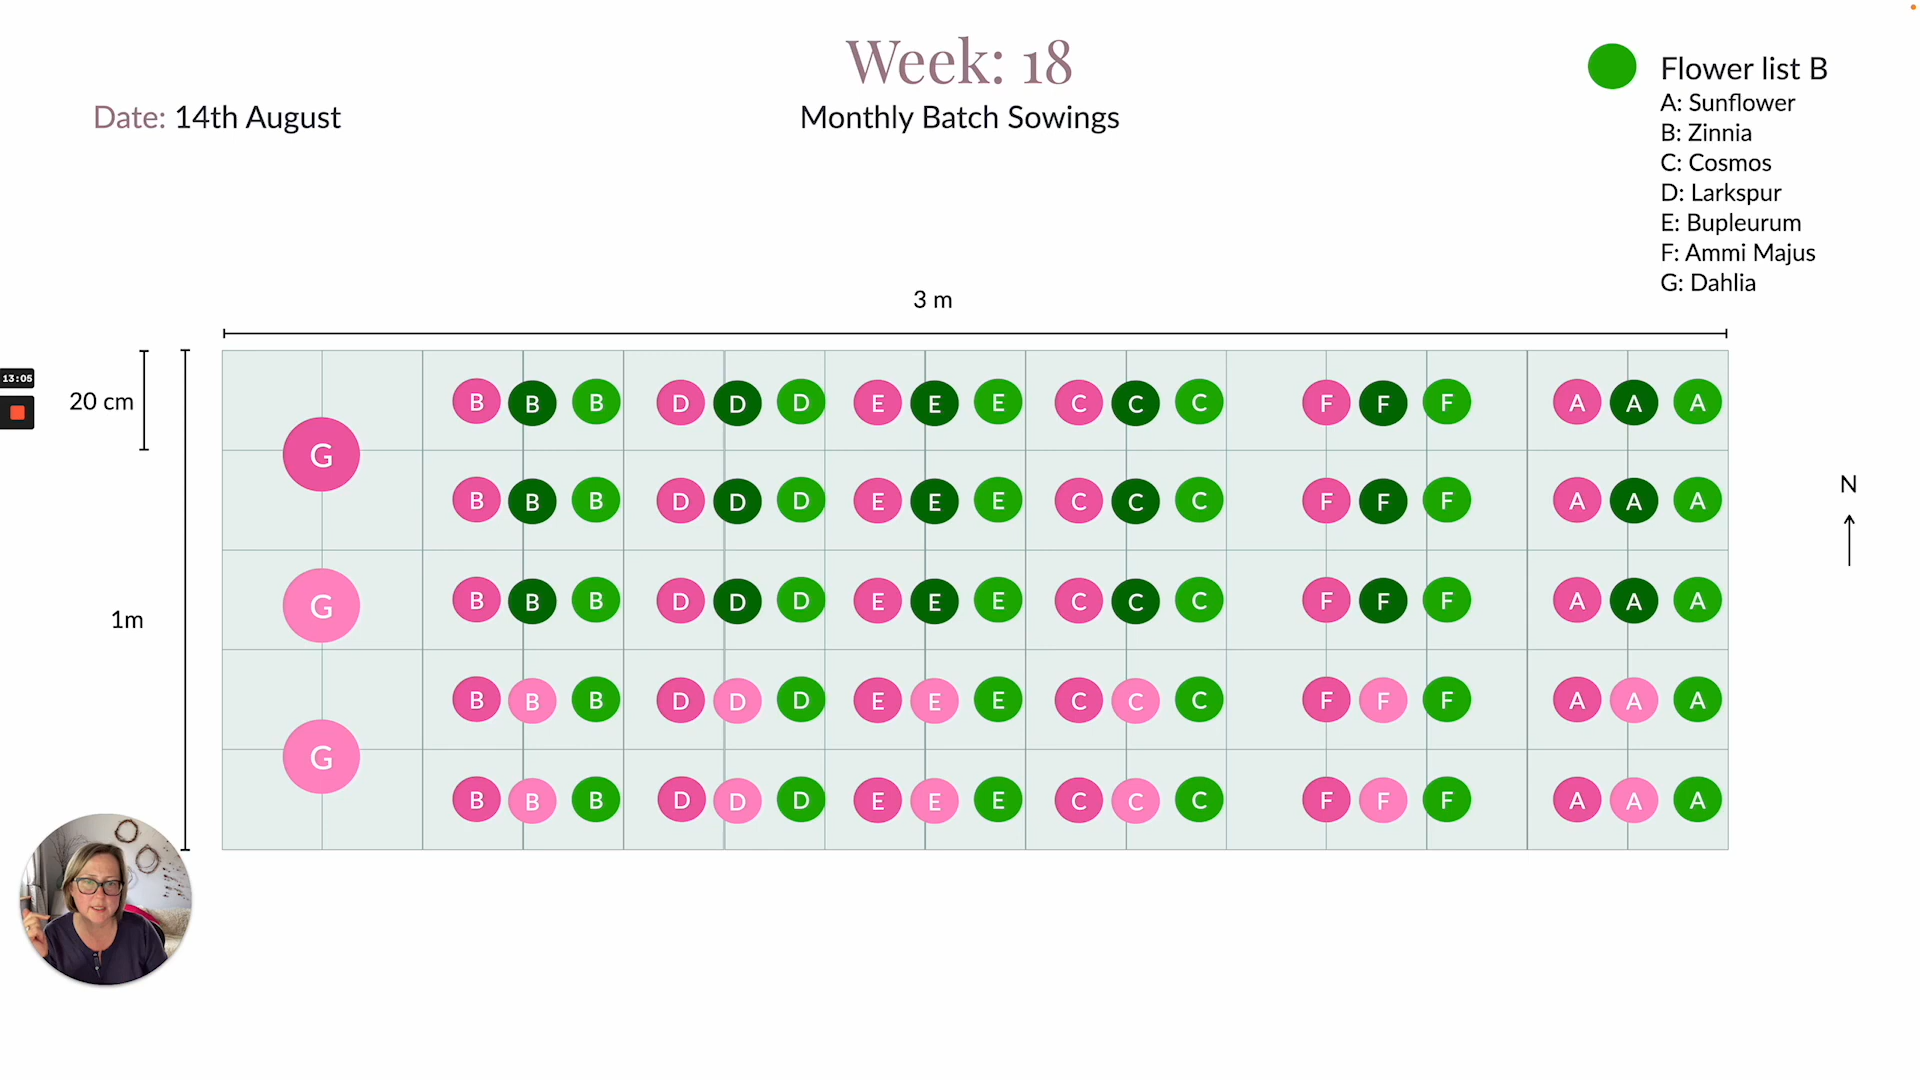 Week: 18
Date: 14th August
Monthly Batch Sowings
Flower list B
A: Sunflower
B: Zinnia
C: Cosmos
D: Larkspur
E: Bupleurum
F: Ammi Majus
G: Dahlia
3 m
13:05
20 cm
1m
N
B B B D D D E E E C C C F F F A A A
G
B B B D D D E E E C C C F F F A A A
G
B B B D D D E E E C C C F F F A A A
B B B D D D E E E C C C F F F A A A
G
B B B D D D E E E C C C F F F A A A